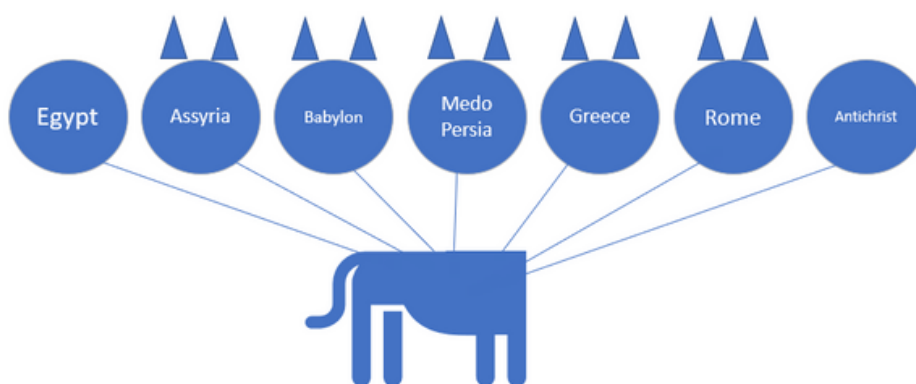 Egypt
Assyria
Babylon
Medo
Persia
Greece
Rome
Antichrist